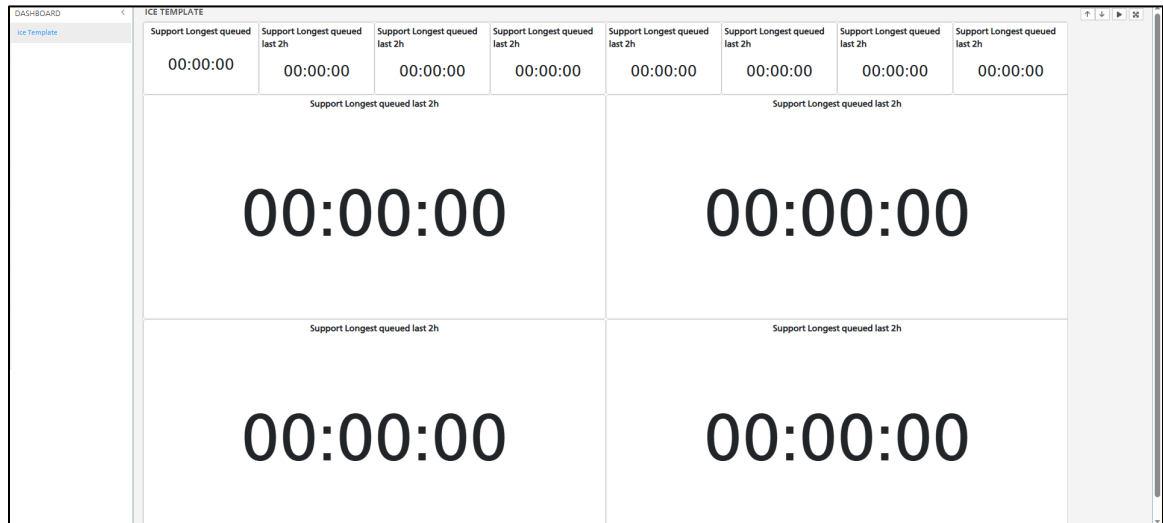 DASHBOARD
Ice Template
ICE TEMPLATE
Support Longest queued
00:00:00
Support Longest queued
last 2h
00:00:00
Support Longest queued
last 2h
00:00:00
Support Longest queued
last 2h
00:00:00
Support Longest queued
last 2h
00:00:00
Support Longest queued
last 2h
00:00:00
Support Longest queued
last 2h
00:00:00
Support Longest queued
last 2h
00:00:00
Support Longest queued last 2h
00:00:00
Support Longest queued last 2h
00:00:00
Support Longest queued last 2h
00:00:00
Support Longest queued last 2h
00:00:00